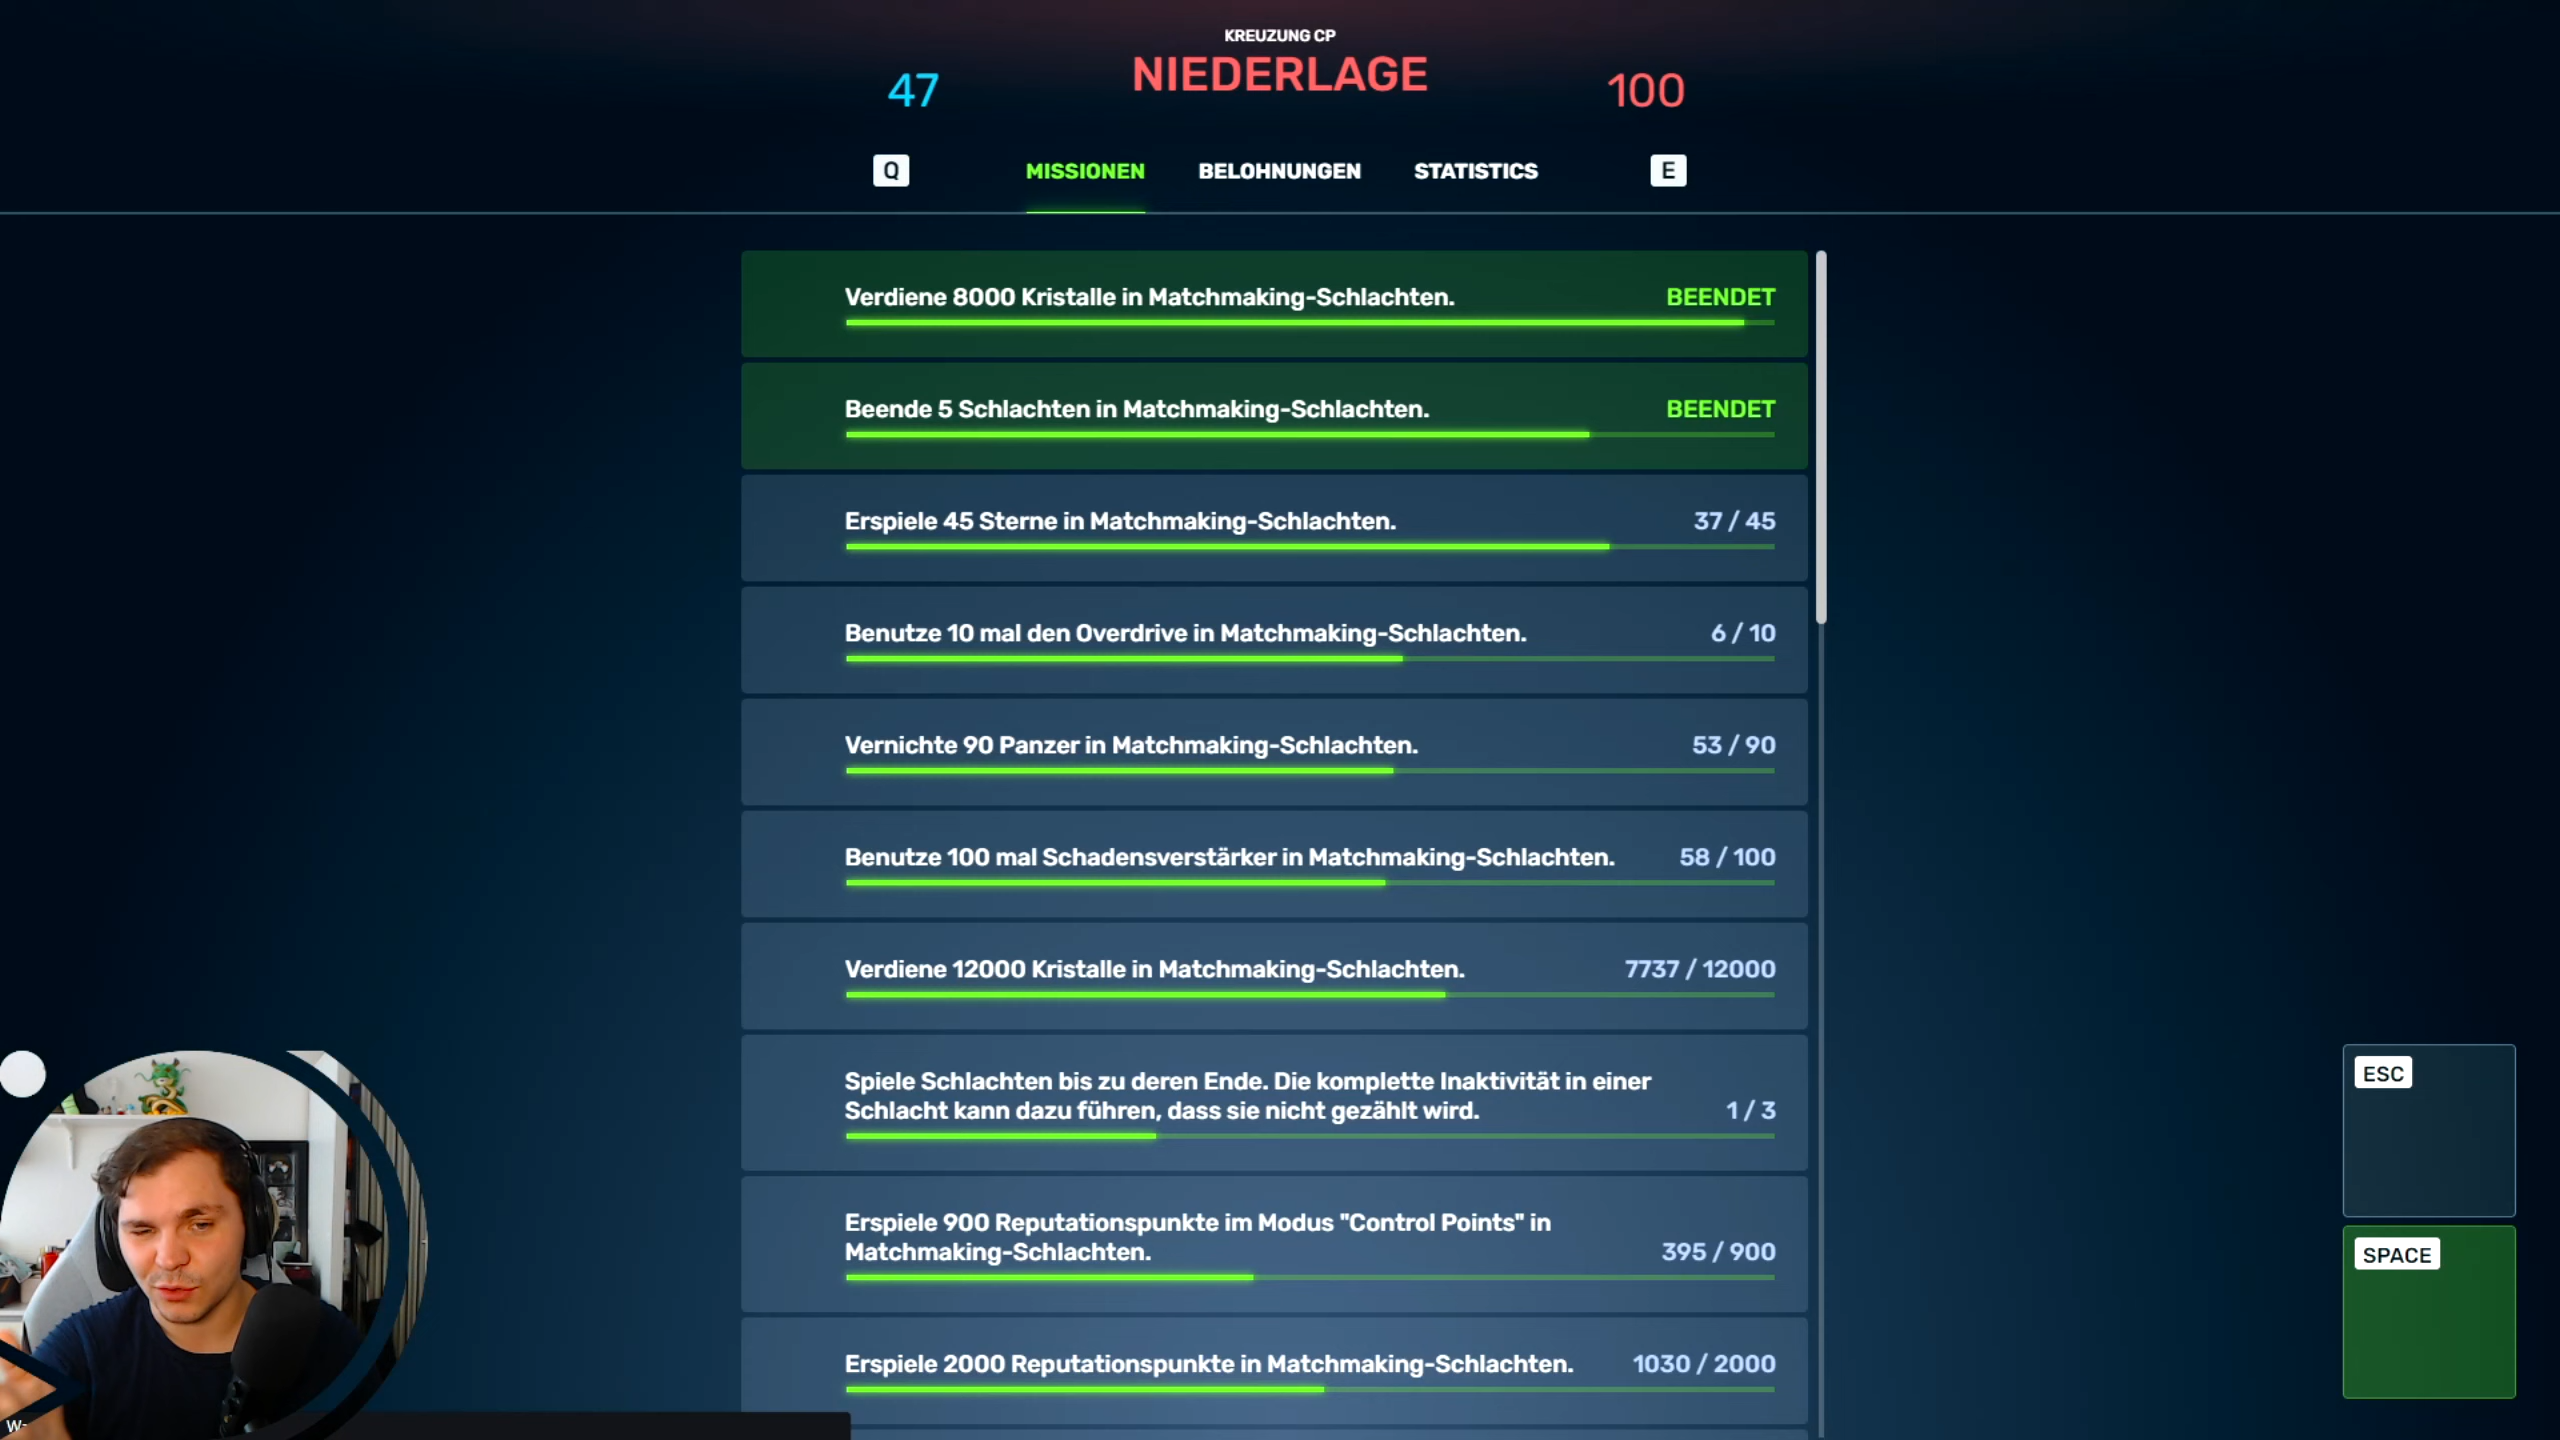 KREUZUNG CP
47
NIEDERLAGE
100
Q
MISSIONEN
BELOHNUNGEN
STATISTICS
E
Verdiene 8000 Kristalle in Matchmaking-Schlachten.
BEENDET
Beende 5 Schlachten in Matchmaking-Schlachten.
BEENDET
Erspiele 45 Sterne in Matchmaking-Schlachten.
37 / 45
Benutze 10 mal den Overdrive in Matchmaking-Schlachten.
6 / 10
Vernichte 90 Panzer in Matchmaking-Schlachten.
53 / 90
Benutze 100 mal Schadensverstärker in Matchmaking-Schlachten.
58 / 100
Verdiene 12000 Kristalle in Matchmaking-Schlachten.
7737 / 12000
Spiele Schlachten bis zu deren Ende. Die komplette Inaktivität in einer
Schlacht kann dazu führen, dass sie nicht gezählt wird.
1 / 3
Erspiele 900 Reputationspunkte im Modus "Control Points" in
Matchmaking-Schlachten.
395 / 900
Erspiele 2000 Reputationspunkte in Matchmaking-Schlachten.
1030 / 2000
ESC
SPACE